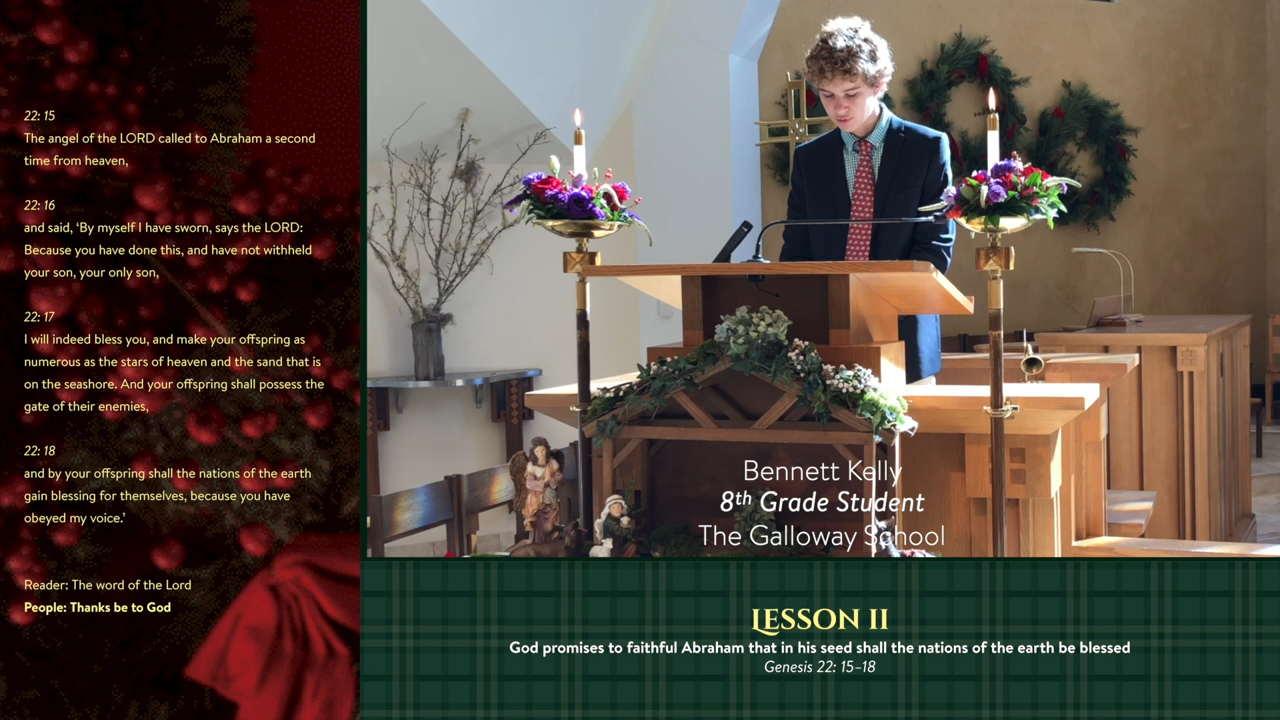 22: 15
The angel of the LORD called to Abraham a second
time from heaven,
22: 16
and said, ‘By myself I have sworn, says the LORD:
Because you have done this, and have not withheld
your son, your only son,
22: 17
I will indeed bless you, and make your offspring as
numerous as the stars of heaven and the sand that is
on the seashore. And your offspring shall possess the
gate of their enemies,
22: 18
and by your offspring shall the nations of the earth
gain blessing for themselves, because you have
obeyed my voice.’
Reader: The word of the Lord
People: Thanks be to God
Bennett Kelly
8th Grade Student
The Galloway School
Lesson II
God promises to faithful Abraham that in his seed shall the nations of the earth be blessed
Genesis 22: 15–18